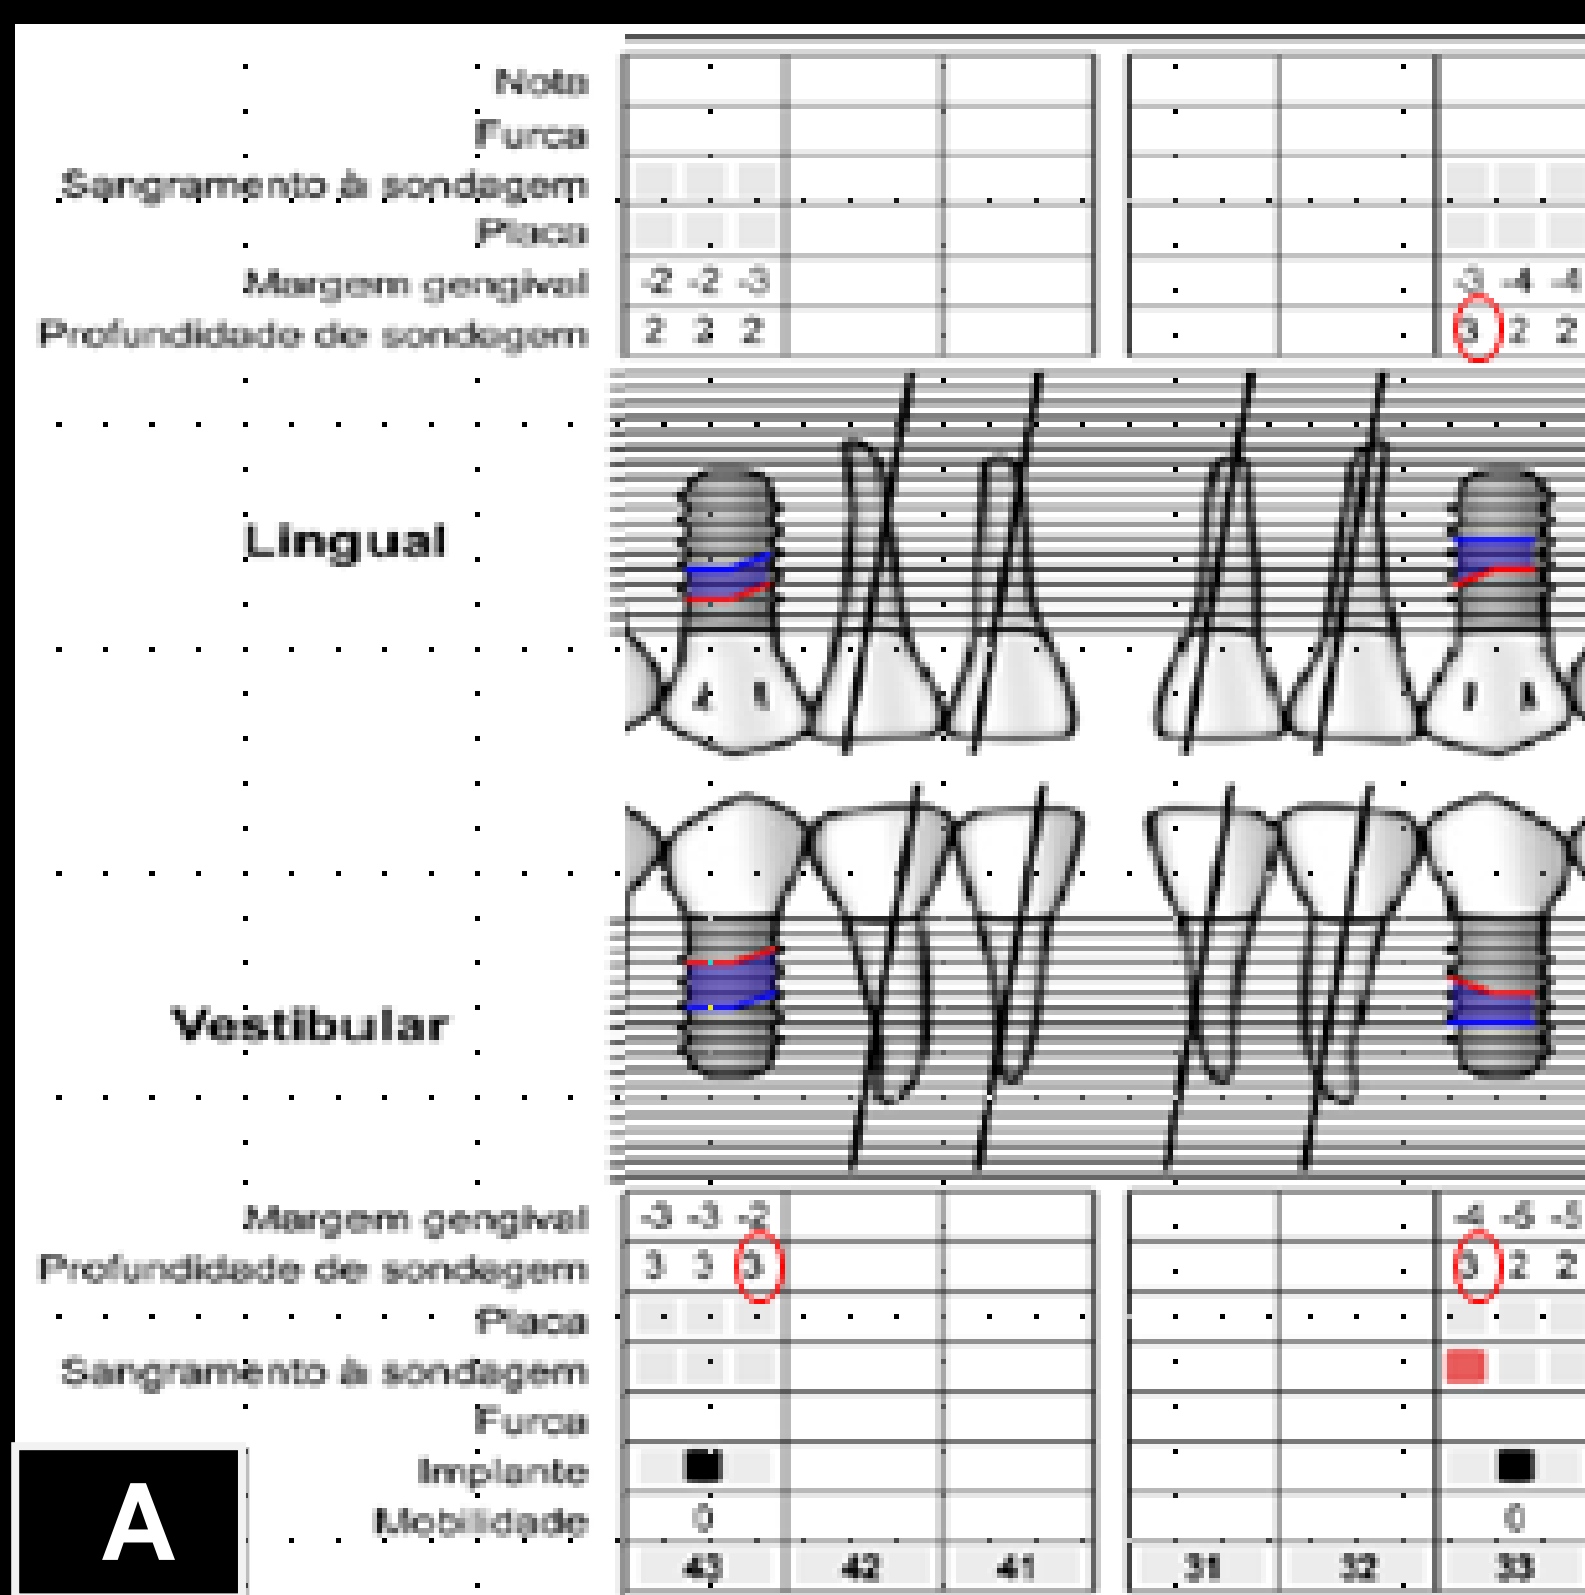 Note
Furca
Sangramento à sondagem
Placa
Margem gengival -2 -2 -3 -3 -4 -4
Profundidade de sondagem 2 2 2 3 2 2
Lingual
Vestibular
Margem gengival -3 -3 -2 -4 -5 -5
Profundidade de sondagem 3 3 3 3 2 2
Placa
Sangramento à sondagem
Furca
Implante
Mobilidade 0 0
43 42 41 31 32 33
A